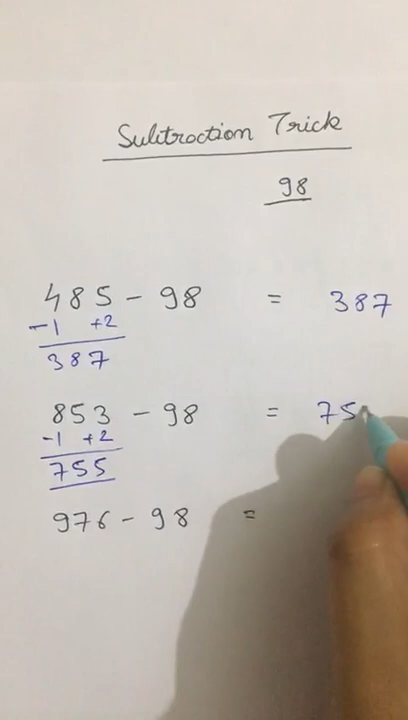 Subtraction Trick
98
485 - 98 = 387
-1 +2
387
853 - 98 = 75
-1 +2
755
976 - 98 =